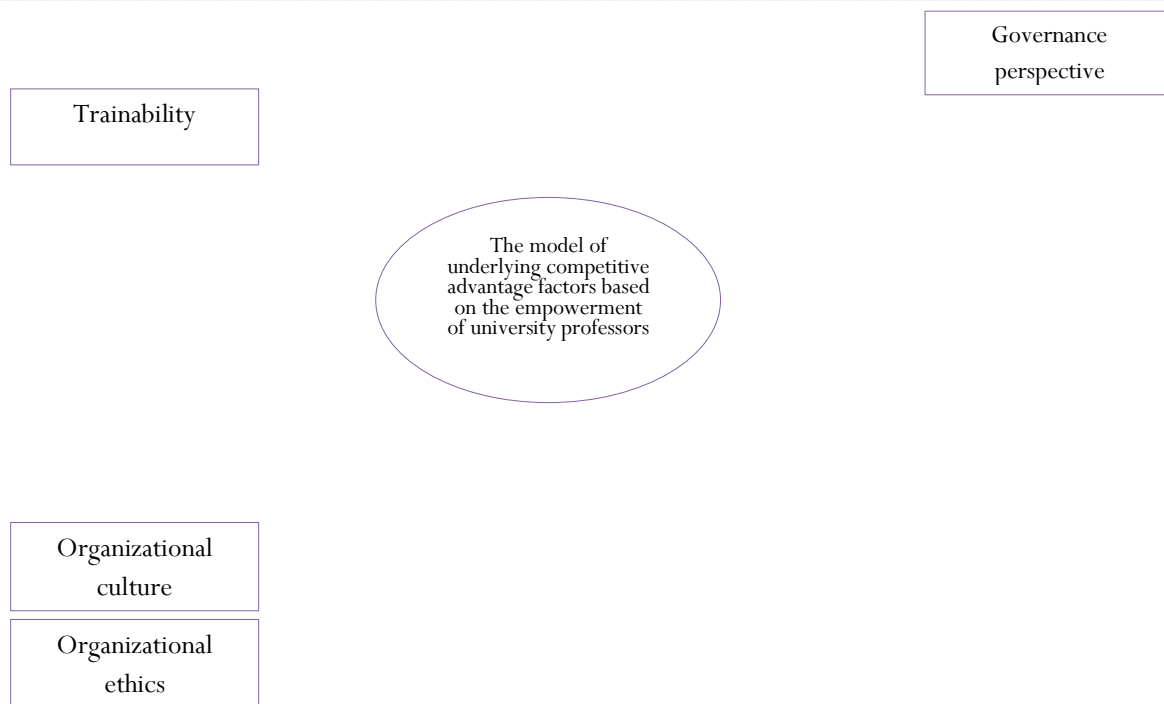 Governance
perspective
Trainability
The model of
underlying competitive
advantage factors based
on the empowerment
of university professors
Organizational
culture
Organizational
ethics